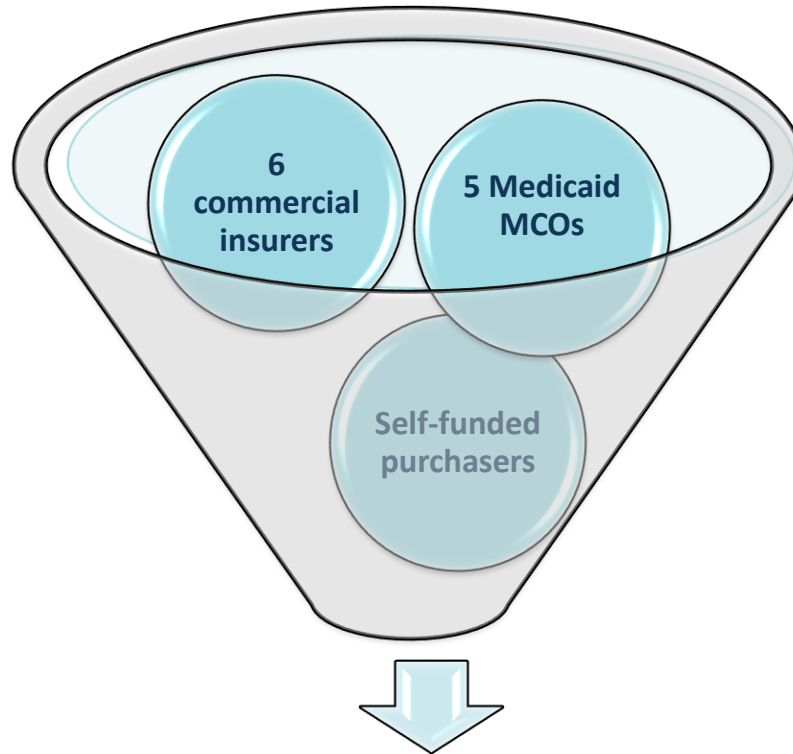 6
commercial
insurers
5 Medicaid
MCOs
Self-funded
purchasers